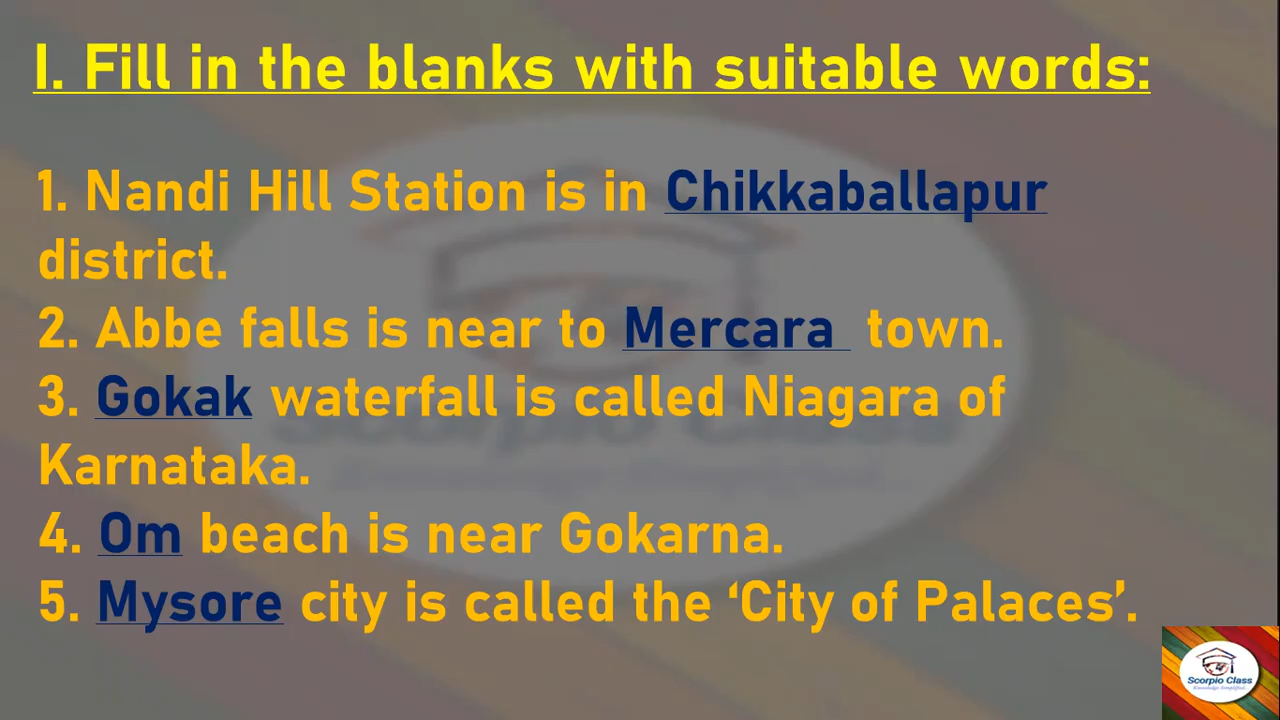 I. Fill in the blanks with suitable words:
1. Nandi Hill Station is in Chikkaballapur
district.
2. Abbe falls is near to Mercara town.
3. Gokak waterfall is called Niagara of
Karnataka.
4. Om beach is near Gokarna.
5. Mysore city is called the ‘City of Palaces’.
Scorpio Class
Knowledge Simplified...